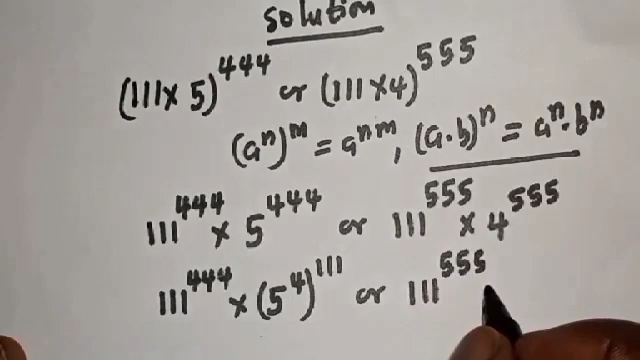 Solution
(111×5)^444 or (111×4)^555
(a^n)^m = a^nm, (a·b)^n = a^n·b^n
111^444 × 5^444 or 111^555 × 4^555
111^444 × (5^4)^111 or 111^555